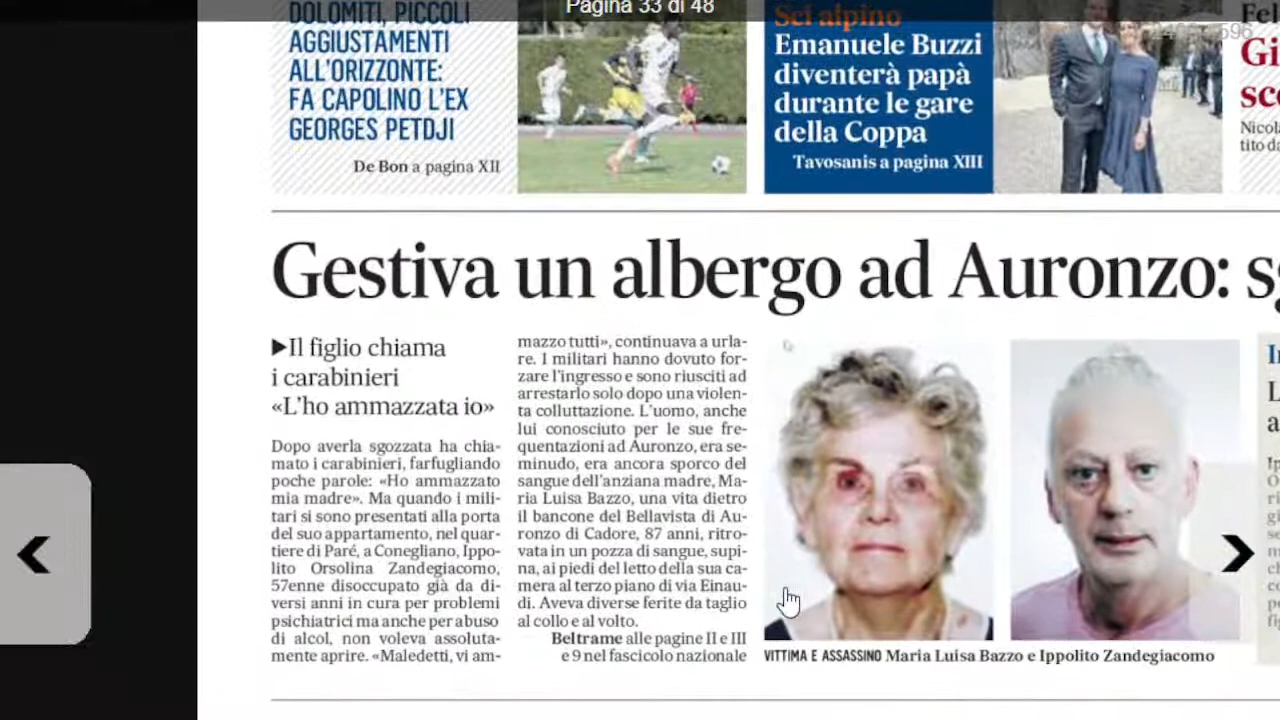 Pagina 33 di 48
DOLOMITI, PICCOLI
AGGIUSTAMENTI
ALL'ORIZZONTE:
FA CAPOLINO L'EX
GEORGES PETDJI
De Bon a pagina XII
Sci alpino
Emanuele Buzzi
diventerà papà
durante le gare
della Coppa
Tavosanis a pagina XIII
Gestiva un albergo ad Auronzo:
►Il figlio chiama
i carabinieri
«L'ho ammazzata io»
Dopo averla sgozzata ha chia-
mato i carabinieri, farfugliando
poche parole: «Ho ammazzato
mia madre». Ma quando i mili-
tari si sono presentati alla porta
del suo appartamento, nel quar-
tiere di Paré, a Conegliano, Ippo-
lito Orsolina Zandegiacomo,
57enne disoccupato già da di-
versi anni in cura per problemi
psichiatrici ma anche per abuso
di alcol, non voleva assoluta-
mente aprire. «Maledetti, vi am-
mazzo tutti», continuava a urla-
re. I militari hanno dovuto for-
zare l'ingresso e sono riusciti ad
arrestarlo solo dopo una violen-
ta colluttazione. L'uomo, anche
lui conosciuto per le sue fre-
quentazioni ad Auronzo, era se-
minudo, era ancora sporco del
sangue dell'anziana madre, Ma-
ria Luisa Bazzo, una vita dietro
il bancone del Bellavista di Au-
ronzo di Cadore, 87 anni, ritro-
vata in un pozza di sangue, supi-
na, ai piedi del letto della sua ca-
mera al terzo piano di via Einau-
di. Aveva diverse ferite da taglio
al collo e al volto.
Beltrame alle pagine II e III
e 9 nel fascicolo nazionale
VITTIMA E ASSASSINO Maria Luisa Bazzo e Ippolito Zandegiacomo